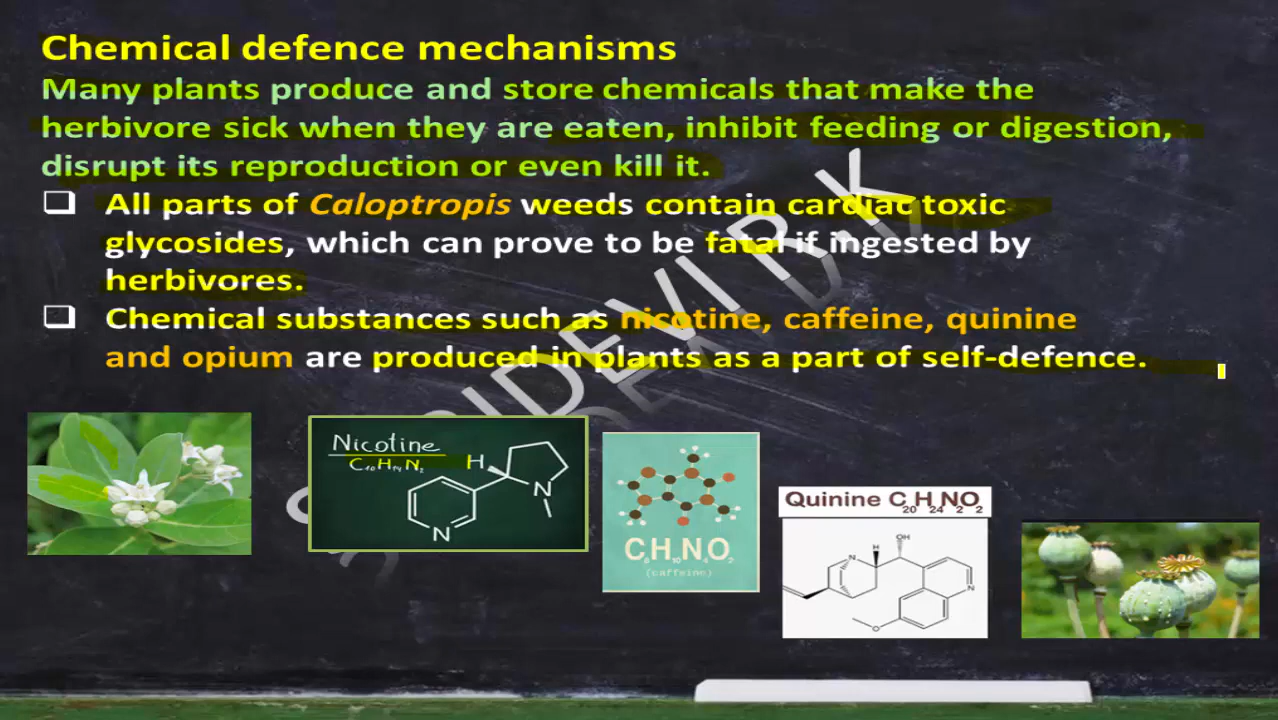 Chemical defence mechanisms
Many plants produce and store chemicals that make the
herbivore sick when they are eaten, inhibit feeding or digestion,
disrupt its reproduction or even kill it.
All parts of Caloptropis weeds contain cardiac toxic
glycosides, which can prove to be fatal if ingested by
herbivores.
Chemical substances such as nicotine, caffeine, quinine
and opium are produced in plants as a part of self-defence.
Nicotine
C10H14N2
H
N
N
C8H10N4O2
(caffeine)
Quinine C20H24N2O2
OH
H
N
N
O